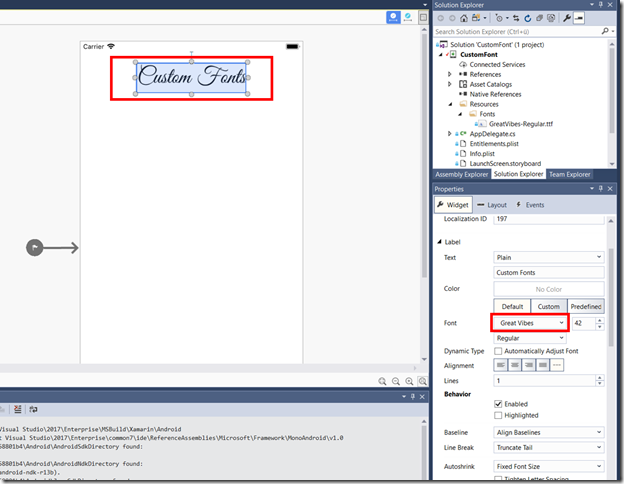 Carrier
Custom Fonts
Solution Explorer
Search Solution Explorer (Ctrl+ü)
Solution 'CustomFont' (1 project)
CustomFont
Connected Services
References
Asset Catalogs
Native References
Resources
Fonts
GreatVibes-Regular.ttf
AppDelegate.cs
Entitlements.plist
Info.plist
LaunchScreen.storyboard
Assembly Explorer Solution Explorer Team Explorer
Properties
Widget Layout Events
Localization ID 197
Label
Text Plain
Custom Fonts
Color No Color
Default Custom Predefined
Font Great Vibes 42
Regular
Dynamic Type Automatically Adjust Font
Alignment
Lines 1
Behavior
Enabled
Highlighted
Baseline Align Baselines
Line Break Truncate Tail
Autoshrink Fixed Font Size
Tighten Letter Spacing
Visual Studio\2017\Enterprise\MSBuild\Xamarin\Android
t Visual Studio\2017\Enterprise\common7\ide\ReferenceAssemblies\Microsoft\Framework\MonoAndroid\v1.0
58801b4\Android\AndroidSdkDirectory found:
58801b4\Android\AndroidNdkDirectory found:
android-ndk-r13b).